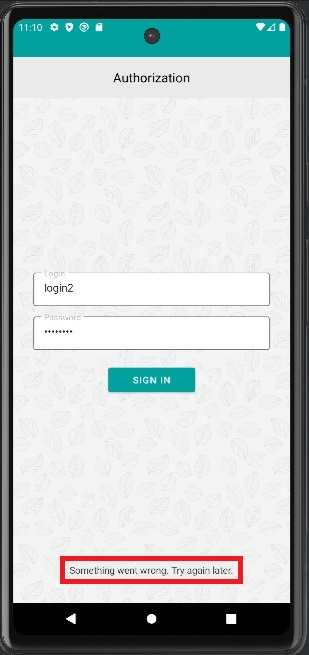 11:10
Authorization
Login
login2
Password
••••••••
SIGN IN
Something went wrong. Try again later.